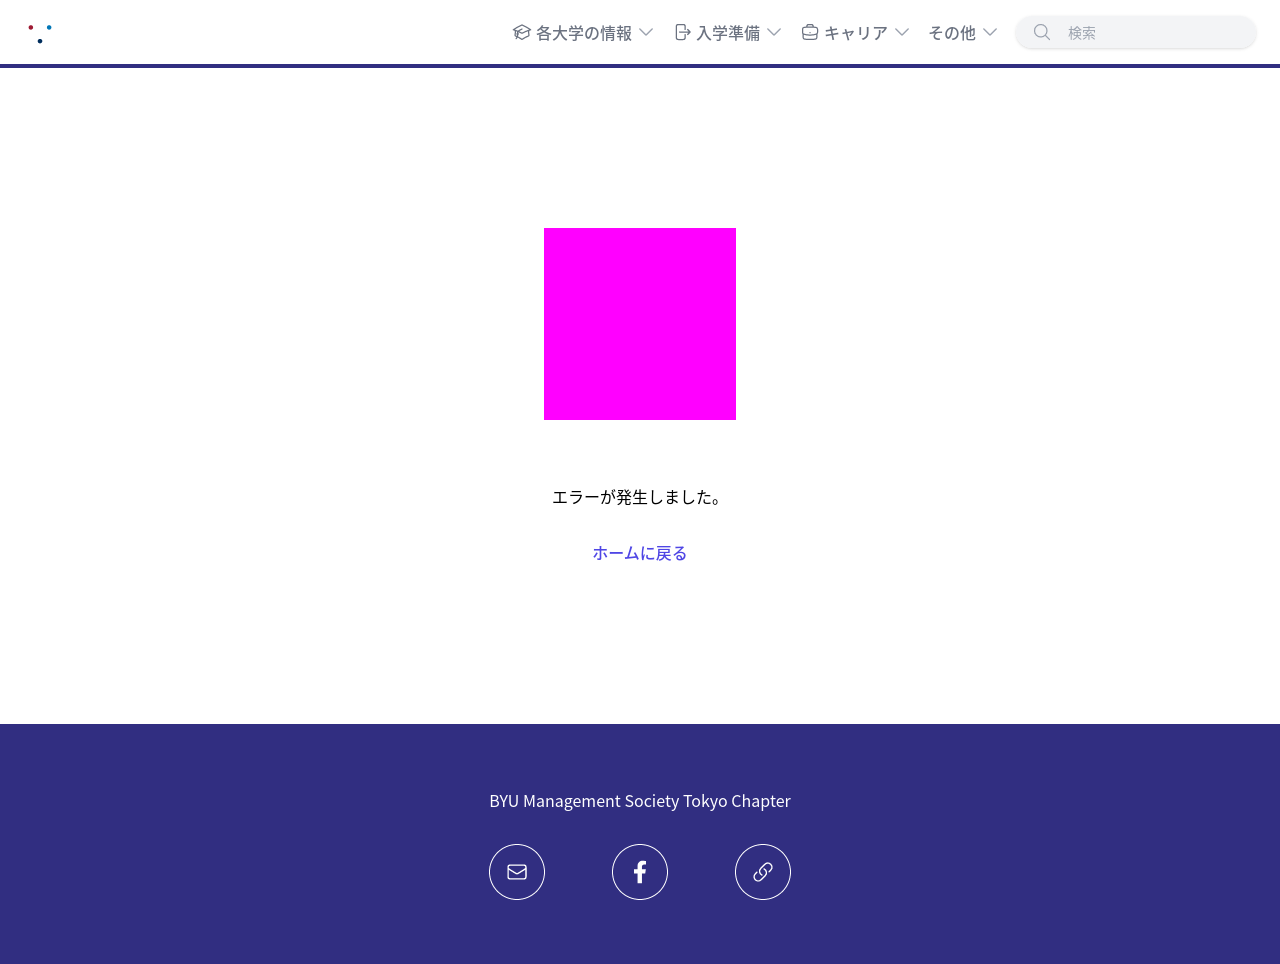 各大学の情報
入学準備
キャリア
その他
検索
エラーが発生しました。
ホームに戻る
BYU Management Society Tokyo Chapter